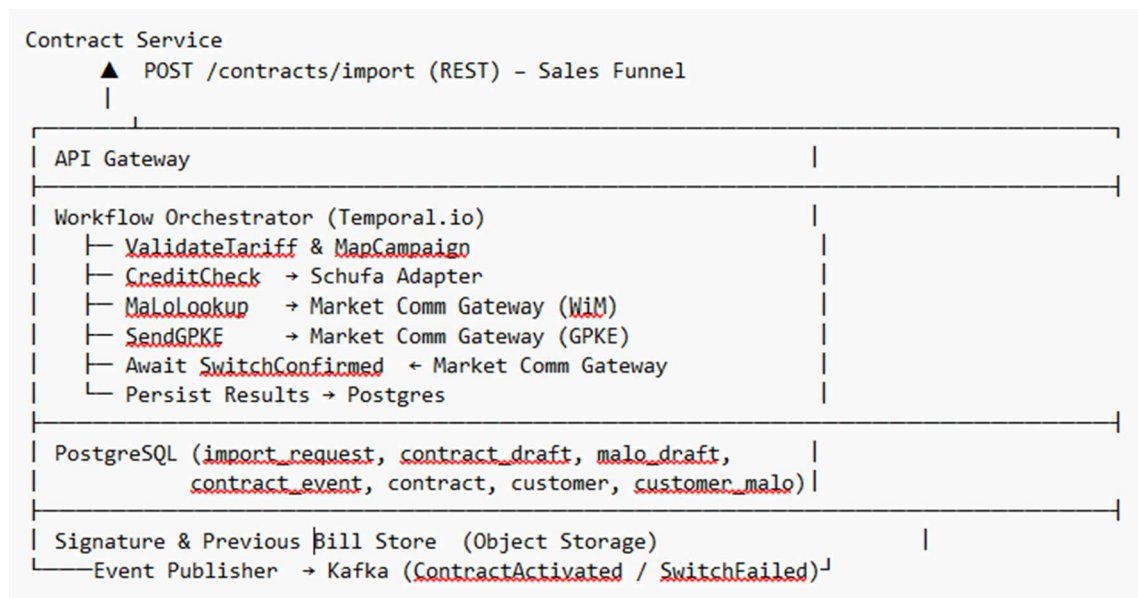 Contract Service
▲ POST /contracts/import (REST) – Sales Funnel
API Gateway
Workflow Orchestrator (Temporal.io)
├─ ValidateTariff & MapCampaign
├─ CreditCheck → Schufa Adapter
├─ MaLoLookup → Market Comm Gateway (WiM)
├─ SendGPKE → Market Comm Gateway (GPKE)
├─ Await SwitchConfirmed ← Market Comm Gateway
└─ Persist Results → Postgres
PostgreSQL (import_request, contract_draft, malo_draft,
contract_event, contract, customer, customer_malo)
Signature & Previous Bill Store (Object Storage)
Event Publisher → Kafka (ContractActivated / SwitchFailed)